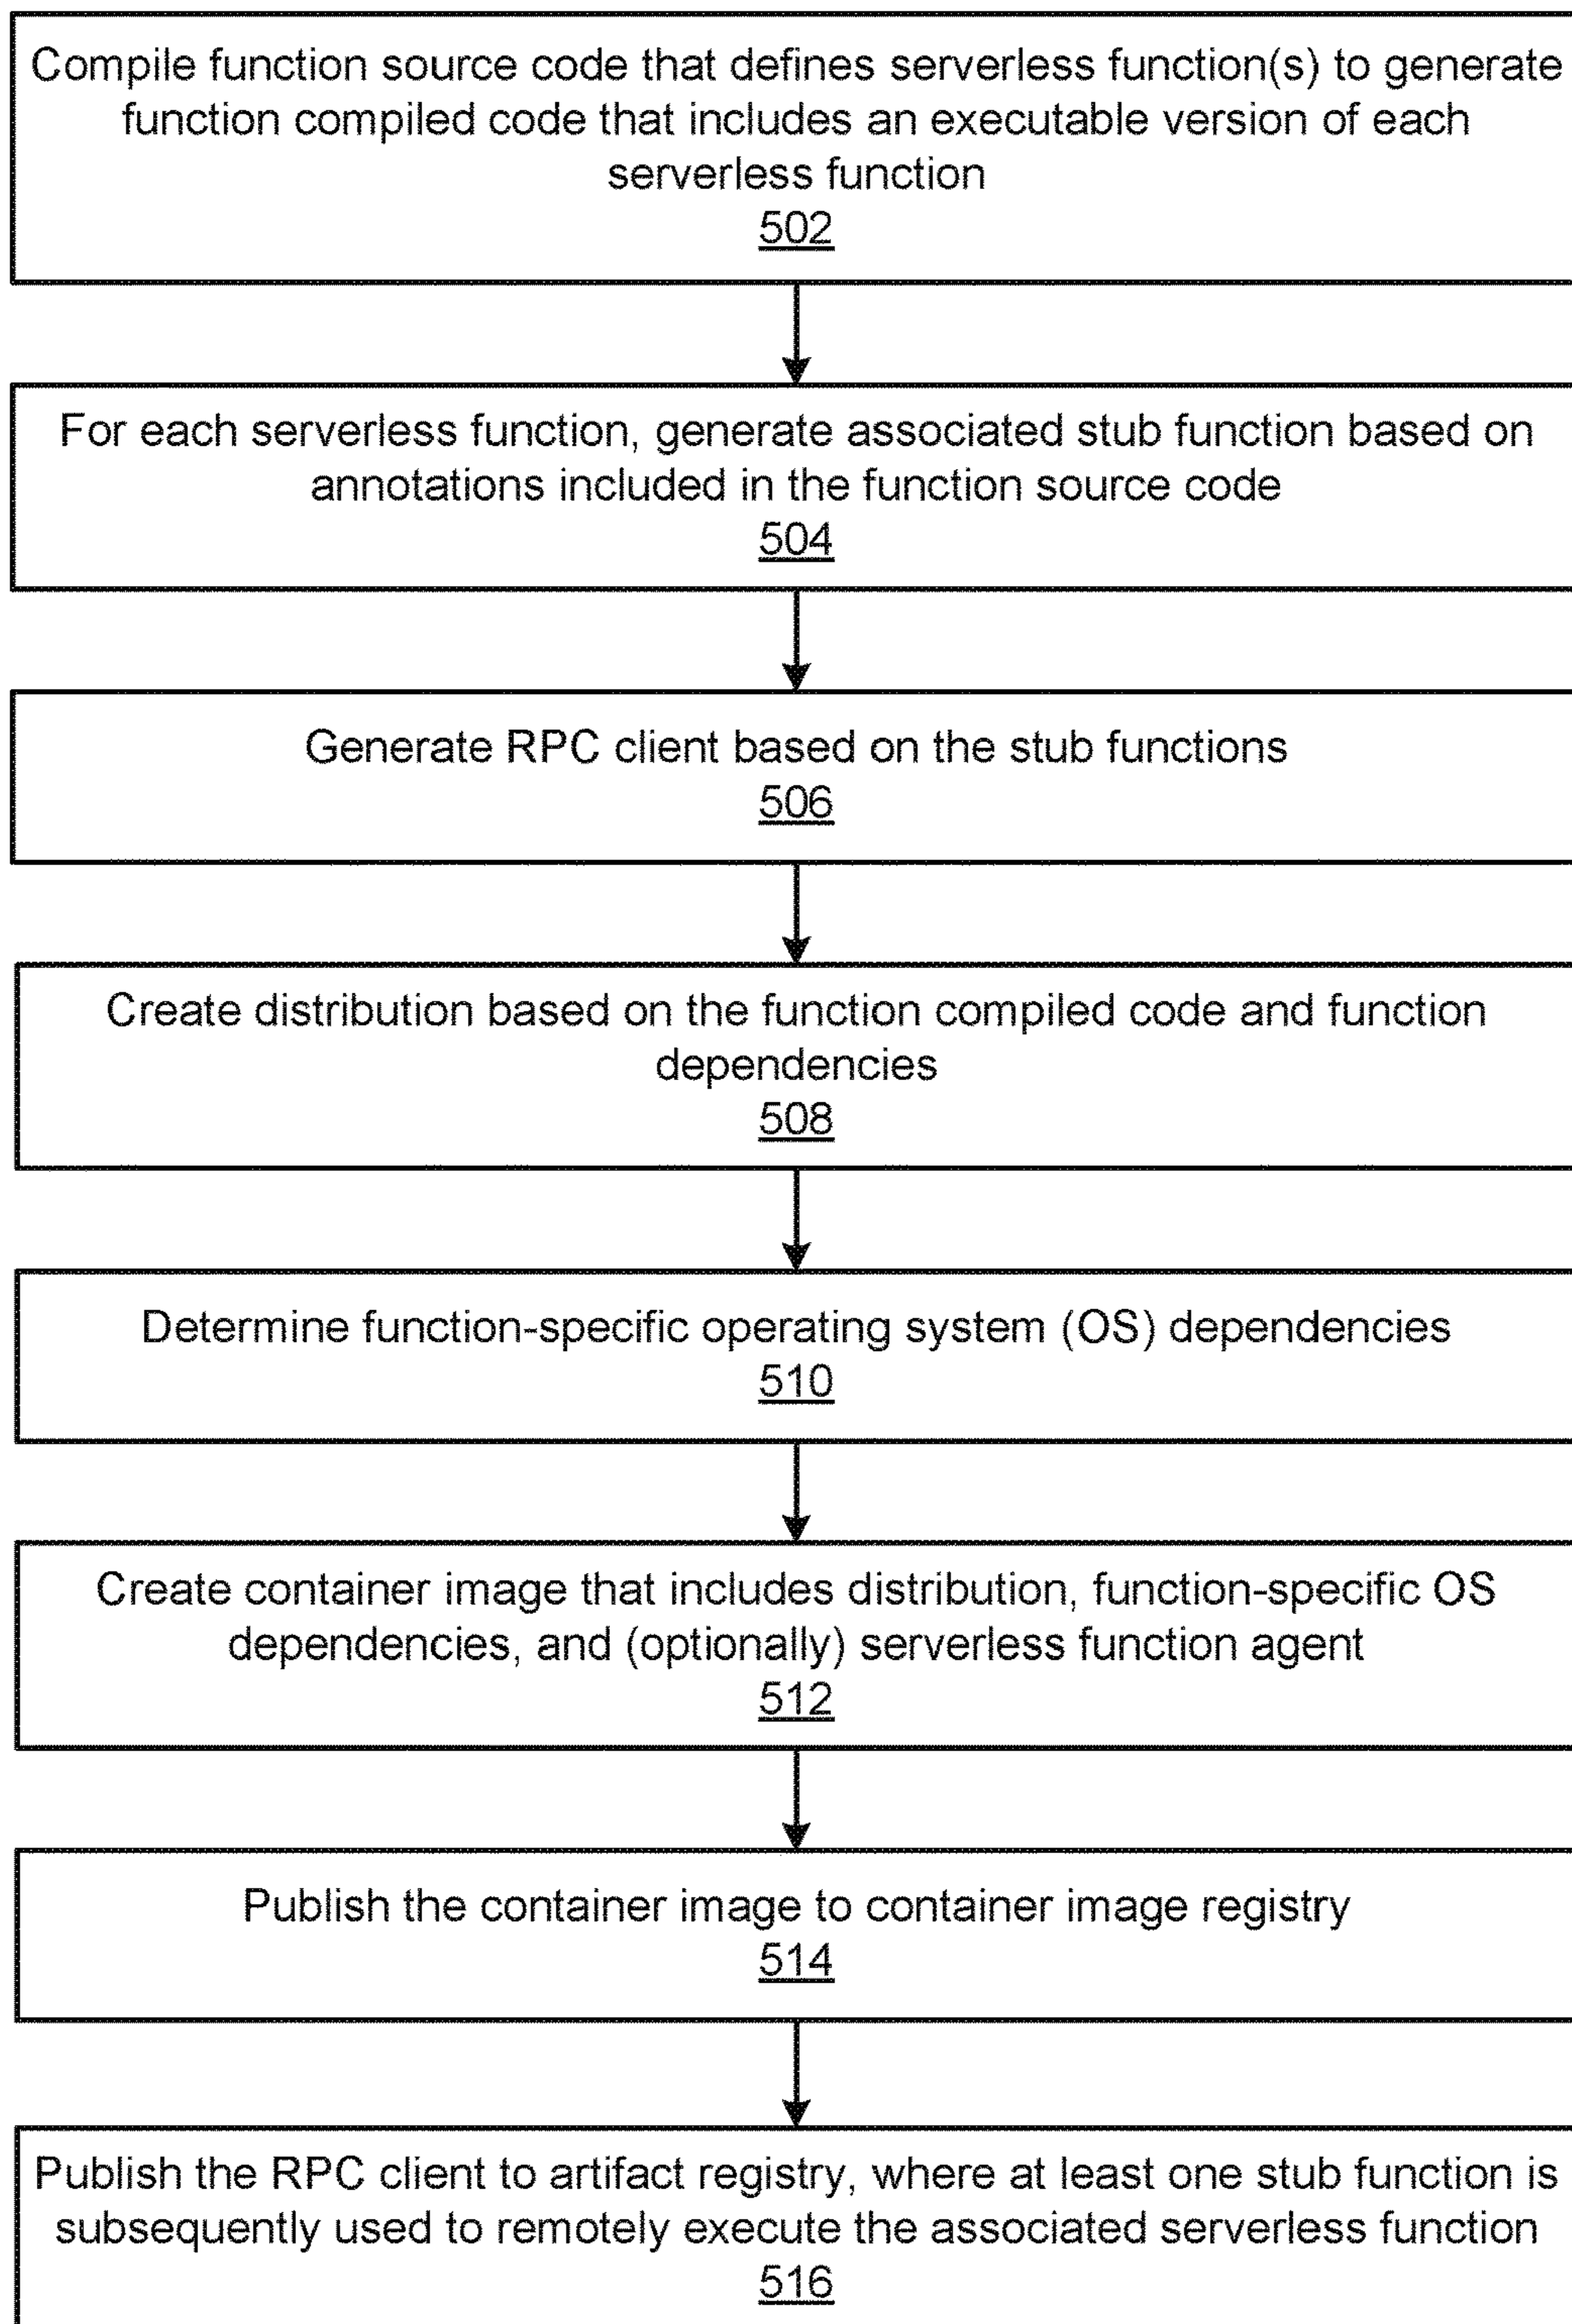 Compile function source code that defines serverless function(s) to generate
function compiled code that includes an executable version of each
serverless function
502
For each serverless function, generate associated stub function based on
annotations included in the function source code
504
Generate RPC client based on the stub functions
506
Create distribution based on the function compiled code and function
dependencies
508
Determine function-specific operating system (OS) dependencies
510
Create container image that includes distribution, function-specific OS
dependencies, and (optionally) serverless function agent
512
Publish the container image to container image registry
514
Publish the RPC client to artifact registry, where at least one stub function is
subsequently used to remotely execute the associated serverless function
516